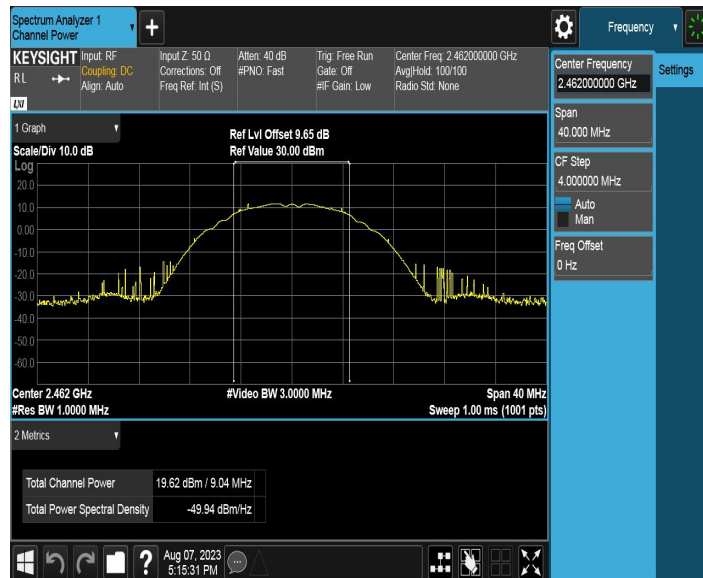 Spectrum Analyzer 1
Channel Power
+
Frequency
KEYSIGHT
RL
LXI
Input: RF
Coupling: DC
Align: Auto
Input Z: 50 Ω
Corrections: Off
Freq Ref: Int (S)
Atten: 40 dB
#PNO: Fast
Trig: Free Run
Gate: Off
#IF Gain: Low
Center Freq: 2.462000000 GHz
Avg|Hold: 100/100
Radio Std: None
Center Frequency
2.462000000 GHz
Settings
Span
40.000 MHz
CF Step
4.000000 MHz
Auto
Man
Freq Offset
0 Hz
1 Graph
Scale/Div 10.0 dB
Ref Lvl Offset 9.65 dB
Ref Value 30.00 dBm
Log
20.0
10.0
0.00
-10.0
-20.0
-30.0
-40.0
-50.0
-60.0
Center 2.462 GHz
#Res BW 1.0000 MHz
#Video BW 3.0000 MHz
Span 40 MHz
Sweep 1.00 ms (1001 pts)
2 Metrics
Total Channel Power 19.62 dBm / 9.04 MHz
Total Power Spectral Density -49.94 dBm/Hz
?
Aug 07, 2023
5:15:31 PM